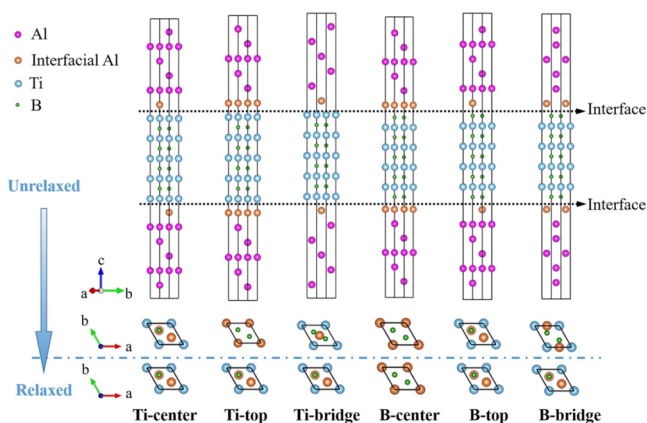 Al
Interfacial Al
Ti
B
Interface
Unrelaxed
Interface
c
a
b
b
a
Relaxed
b
a
Ti-center Ti-top Ti-bridge B-center B-top B-bridge